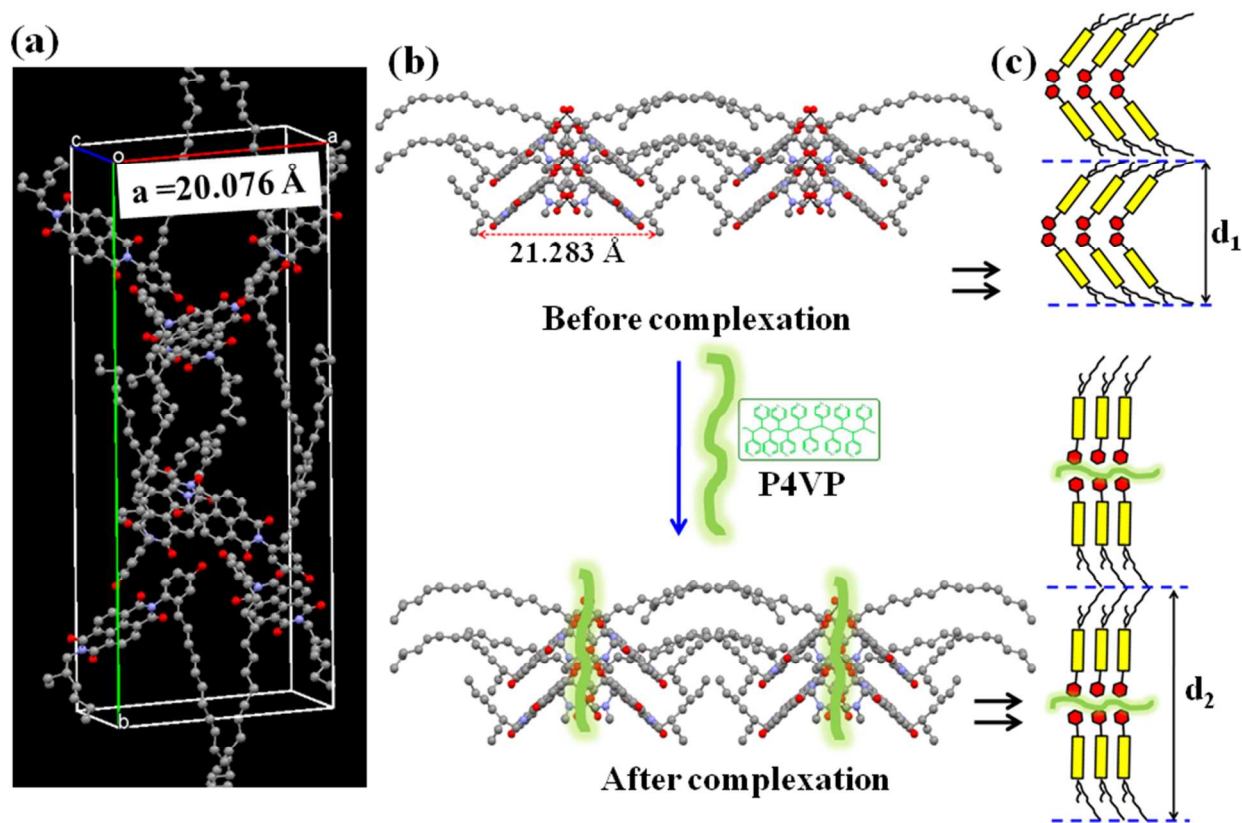 (a)
c
o
a
a =20.076 Å
b
(b)
21.283 Å
Before complexation
P4VP
After complexation
(c)
d1
d2